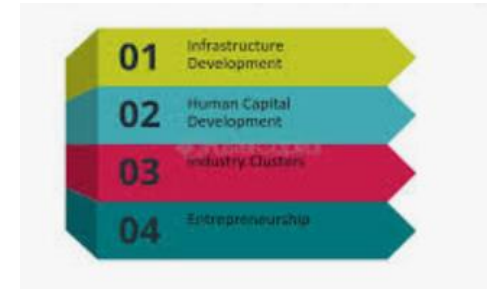 01
Infrastructure
Development
02
Human Capital
Development
03
Industry Clusters
04
Entrepreneurship